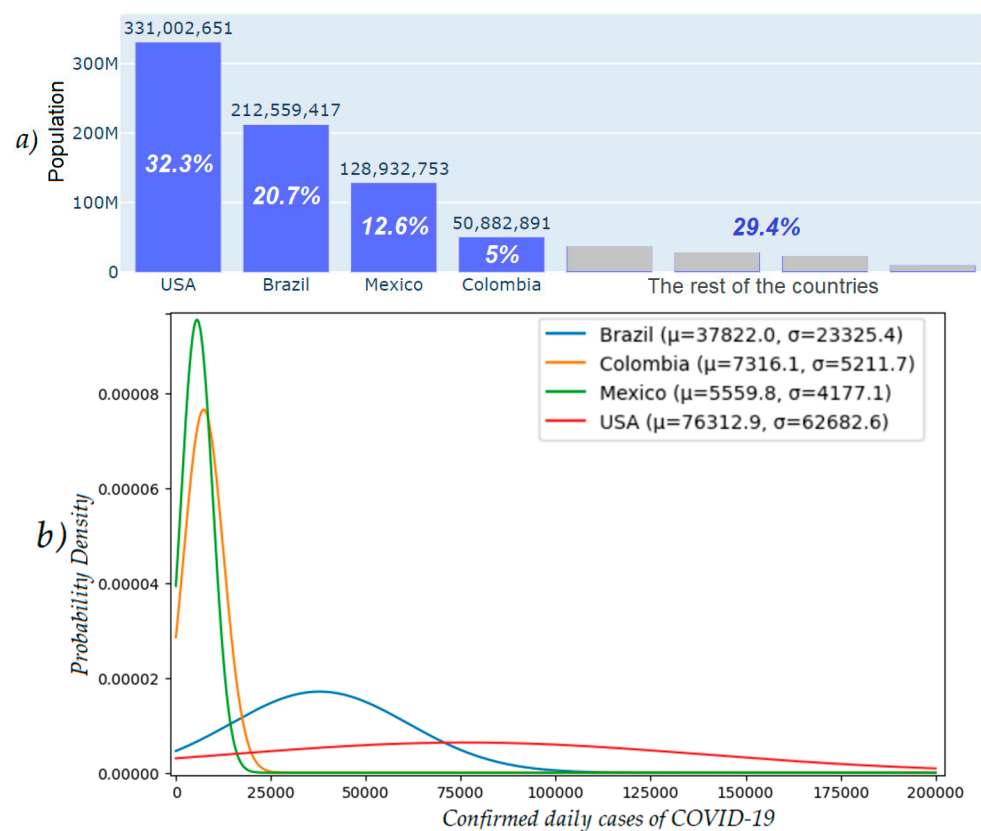 331,002,651
300M
212,559,417
200M
128,932,753
a)
Population
32.3%
20.7%
12.6%
100M
50,882,891
29.4%
5%
0
USA
Brazil
Mexico
Colombia
The rest of the countries
Brazil (μ=37822.0, σ=23325.4)
Colombia (μ=7316.1, σ=5211.7)
Mexico (μ=5559.8, σ=4177.1)
USA (μ=76312.9, σ=62682.6)
b)
Probability Density
0.00008
0.00006
0.00004
0.00002
0.00000
0
25000
50000
75000
100000
125000
150000
175000
200000
Confirmed daily cases of COVID-19